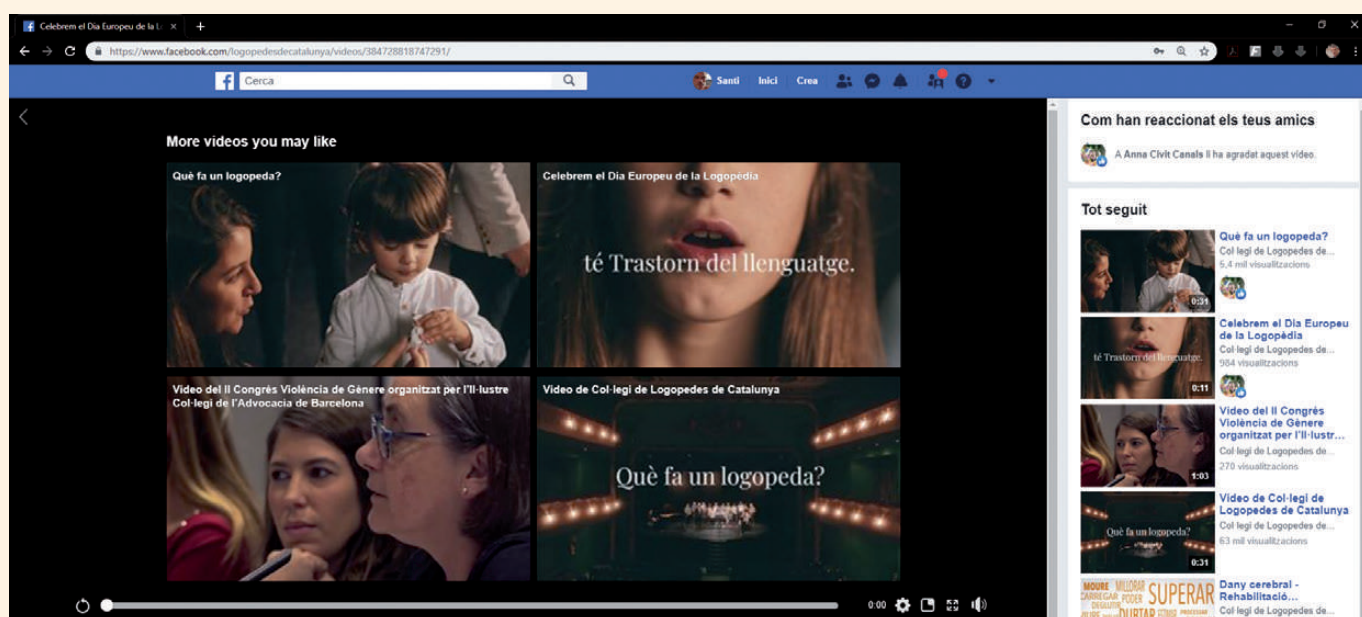 Celebrem el Dia Europeu de la Lo
https://www.facebook.com/logopedesdecatalunya/videos/384728818747291/
Cerca
Santi Inici Crea
More videos you may like
Què fa un logopeda?
Celebrem el Dia Europeu de la Logopèdia
té Trastorn del llenguatge.
Video del II Congrés Violència de Gènere organitzat per l'Il·lustre
Col·legi de l'Advocacia de Barcelona
Video de Col·legi de Logopedes de Catalunya
Què fa un logopeda?
0:00
Com han reaccionat els teus amics
A Anna Civit Canals li ha agradat aquest vídeo.
Tot seguit
Què fa un logopeda?
Col·legi de Logopedes de...
5,4 mil visualitzacions
0:31
Celebrem el Dia Europeu
de la Logopèdia
Col·legi de Logopedes de...
984 visualitzacions
té Trastorn del llenguatge.
0:11
Video del II Congrés
Violència de Gènere
organitzat per l'Il·lustr...
Col·legi de Logopedes de...
270 visualitzacions
1:03
Video de Col·legi de
Logopedes de Catalunya
Col·legi de Logopedes de...
63 mil visualitzacions
Què fa un logopeda?
0:31
Dany cerebral -
Rehabilitació...
Col·legi de Logopedes de...
MOURE MILLORAR SUPERAR
CARREGAR PODER
DEGLUTIR